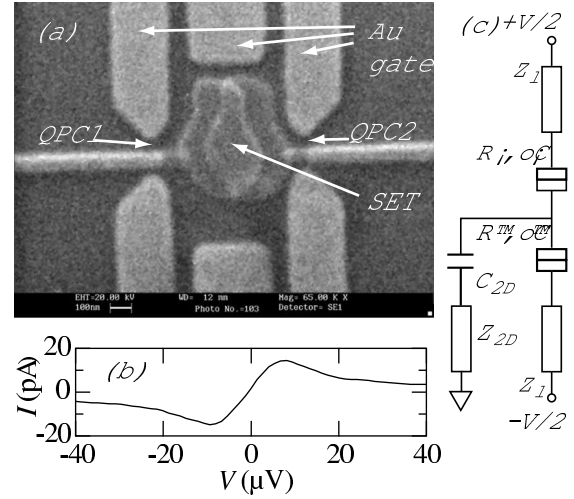 (a)
Au
gate
QPC1
QPC2
SET
EHT=20.00 kV
WD= 12 mm
Mag= 65.00 K X
100nm
Photo No.=103
Detector= SE1
(b)
I (pA)
20
0
-20
-40
-20
0
20
40
V (µV)
(c)
+V/2
Z1
C2D
Z2D
Z1
-V/2